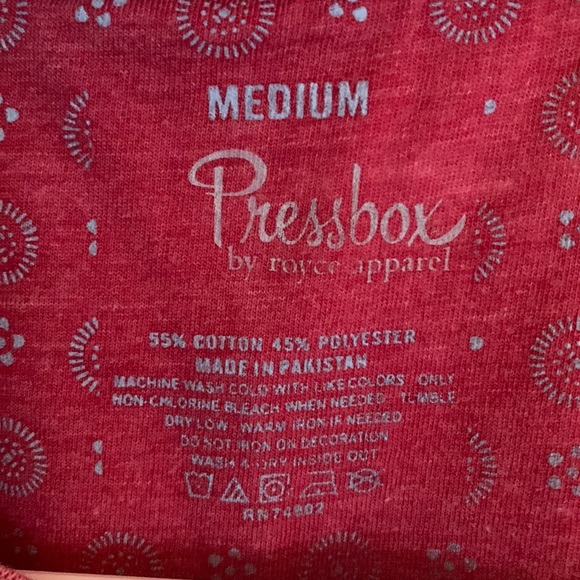 MEDIUM
Pressbox
by royce apparel
55% COTTON 45% POLYESTER
MADE IN PAKISTAN
MACHINE WASH COLD WITH LIKE COLORS ONLY
NON-CHLORINE BLEACH WHEN NEEDED TUMBLE
DRY LOW WARM IRON IF NEEDED
DO NOT IRON ON DECORATION
WASH & DRY INSIDE OUT
RN74802